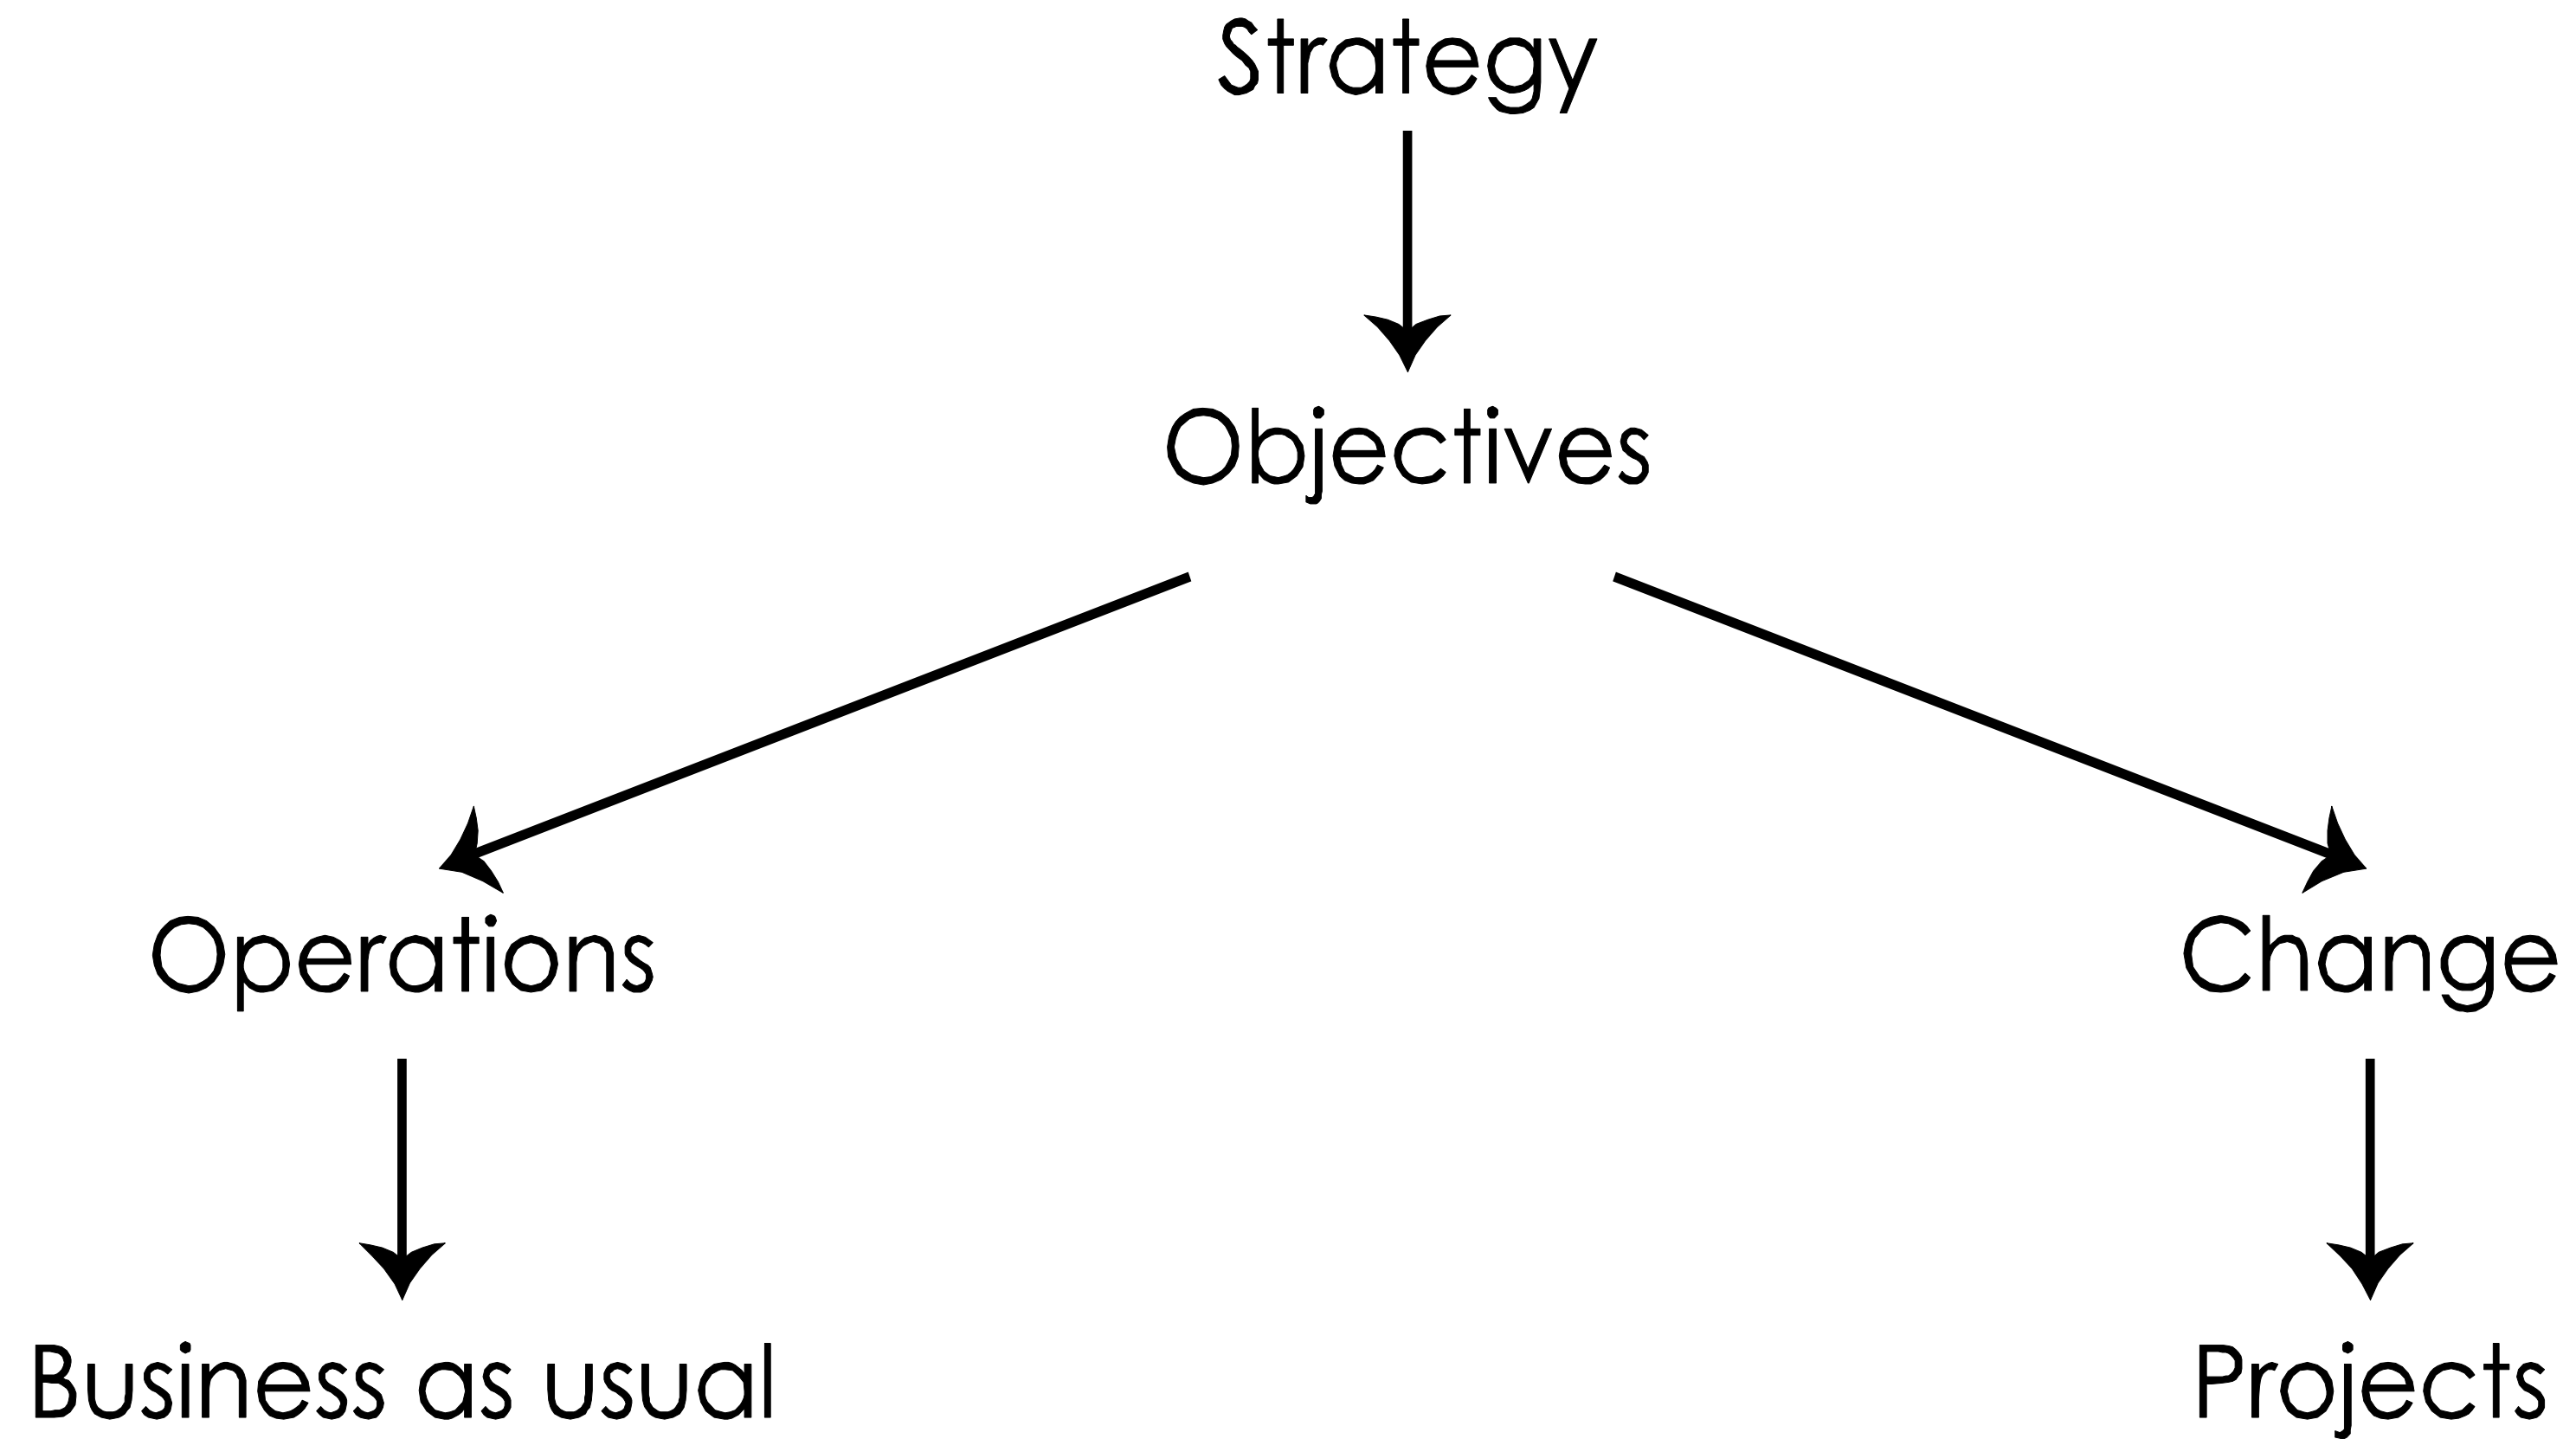 Strategy
Objectives
Operations
Change
Business as usual
Projects